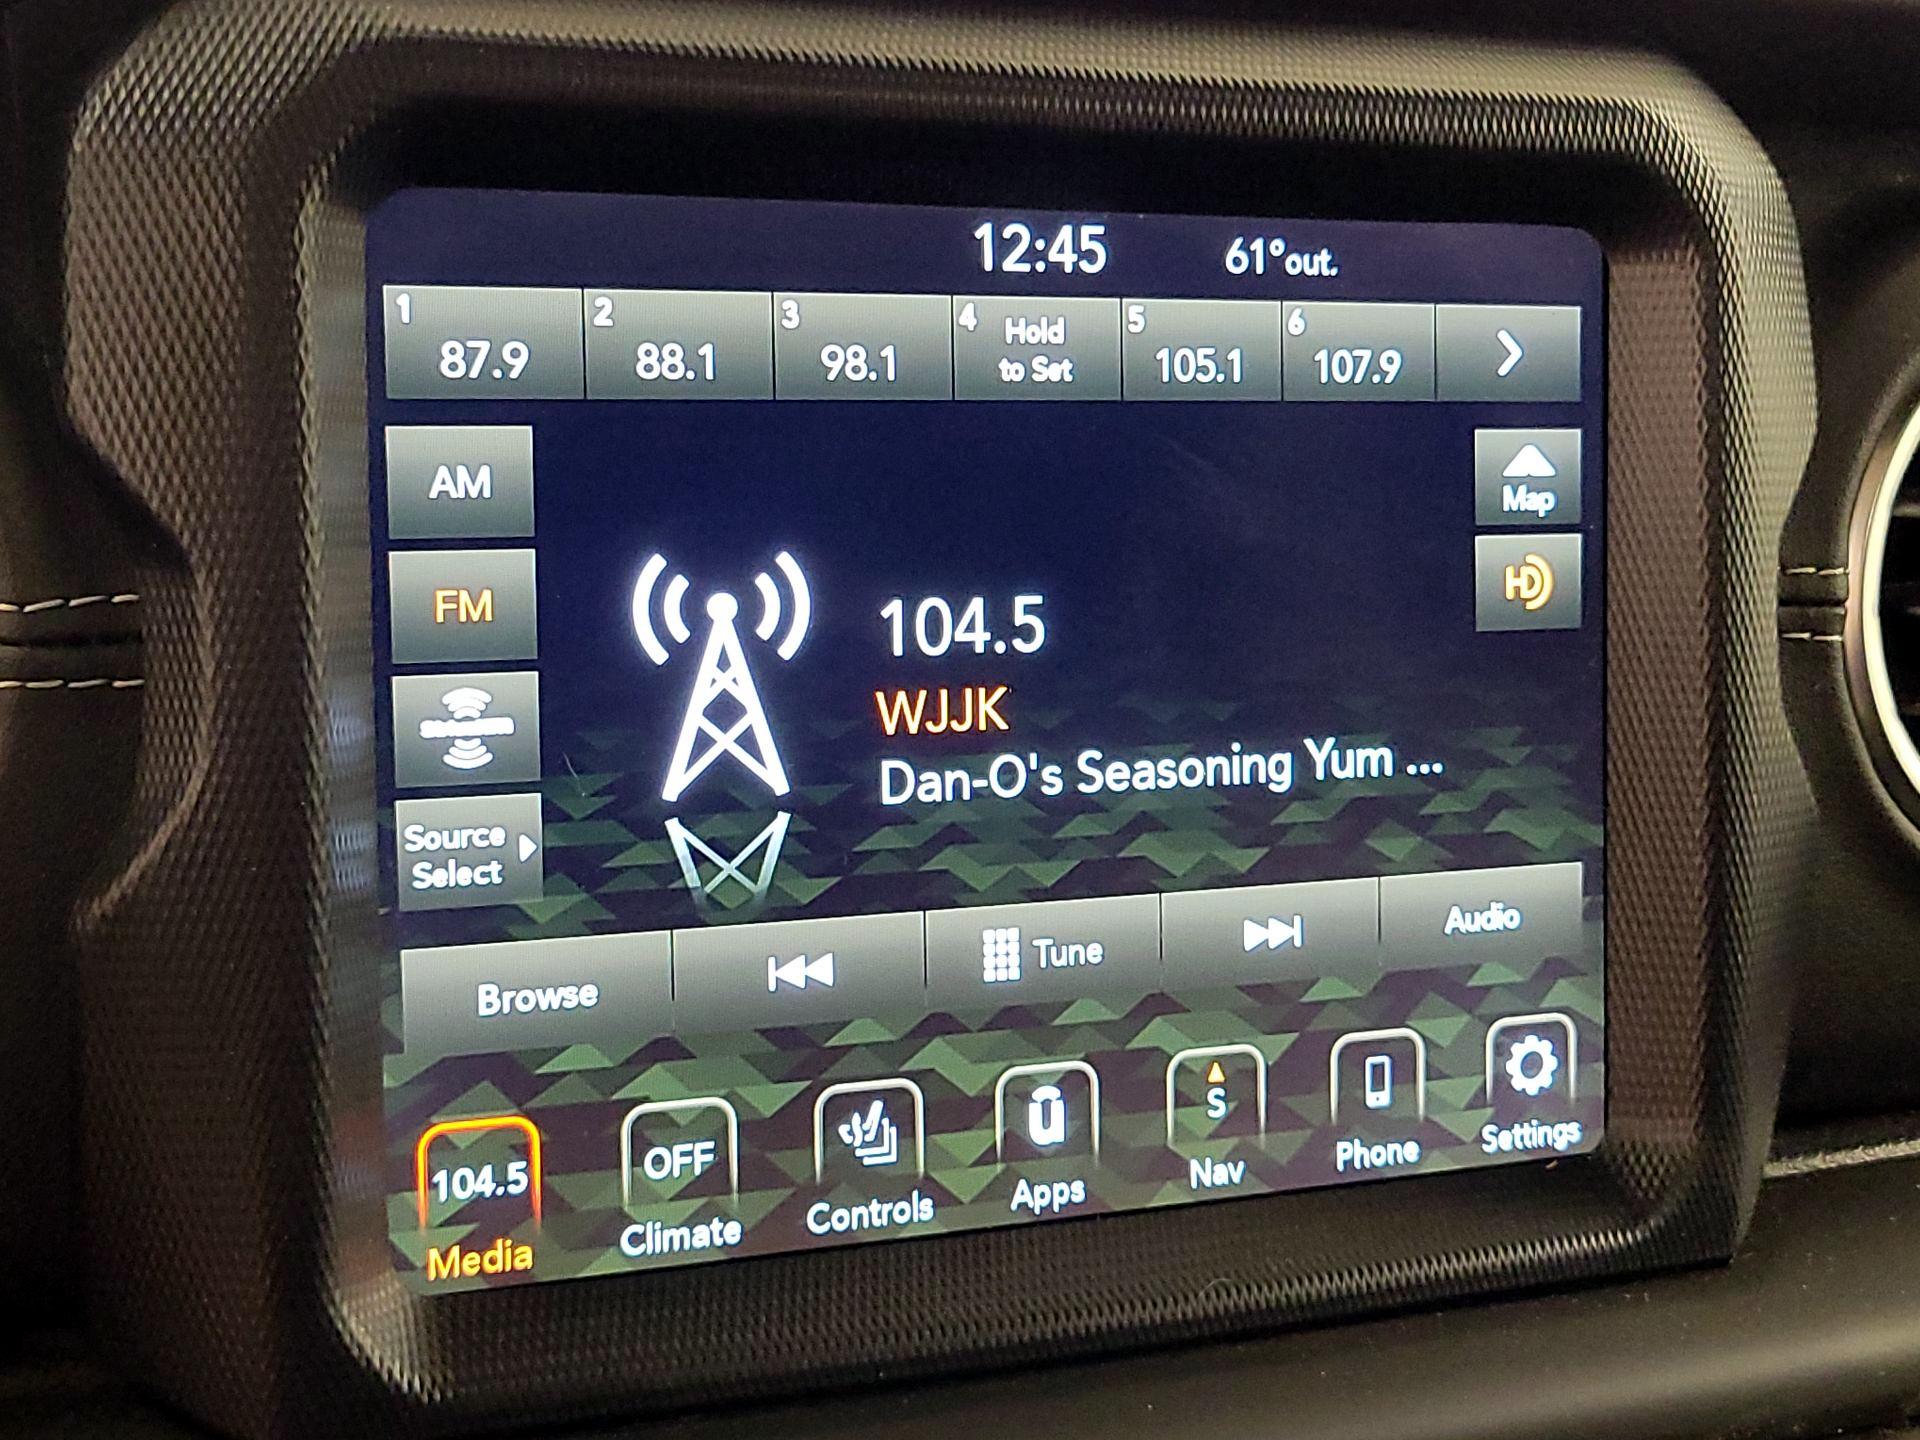 12:45 61°out.
1 2 3 4 Hold 5 6
87.9 88.1 98.1 to Set 105.1 107.9
AM
Map
FM
HD
104.5
WJJK
Dan-O's Seasoning Yum ...
Source
Select
Browse Tune Audio
104.5 OFF S
Media Climate Controls Apps Nav Phone Settings